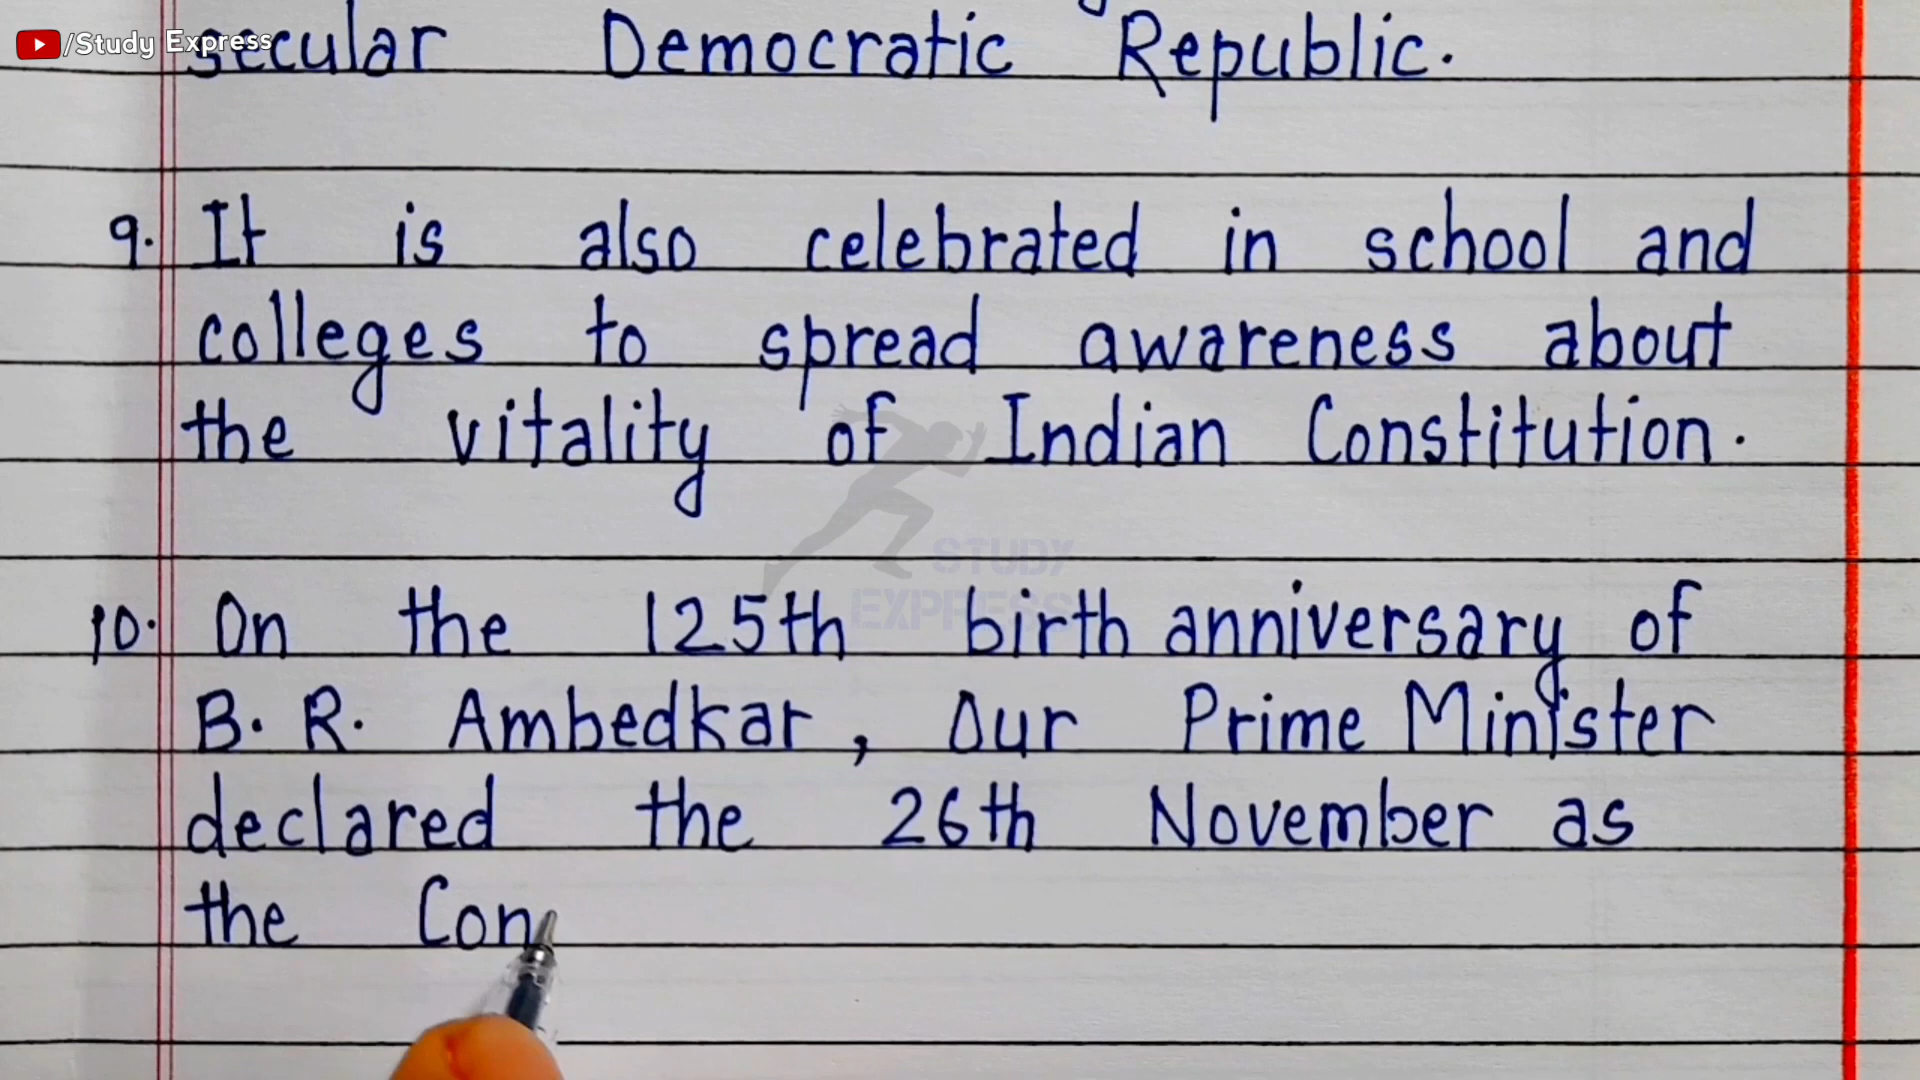 /Study Express
secular Democratic Republic.
9. It is also celebrated in school and
colleges to spread awareness about
the vitality of Indian Constitution.
STUDY
EXPRESS
10. On the 125th birth anniversary of
B. R. Ambedkar, Our Prime Minister
declared the 26th November as
the Con